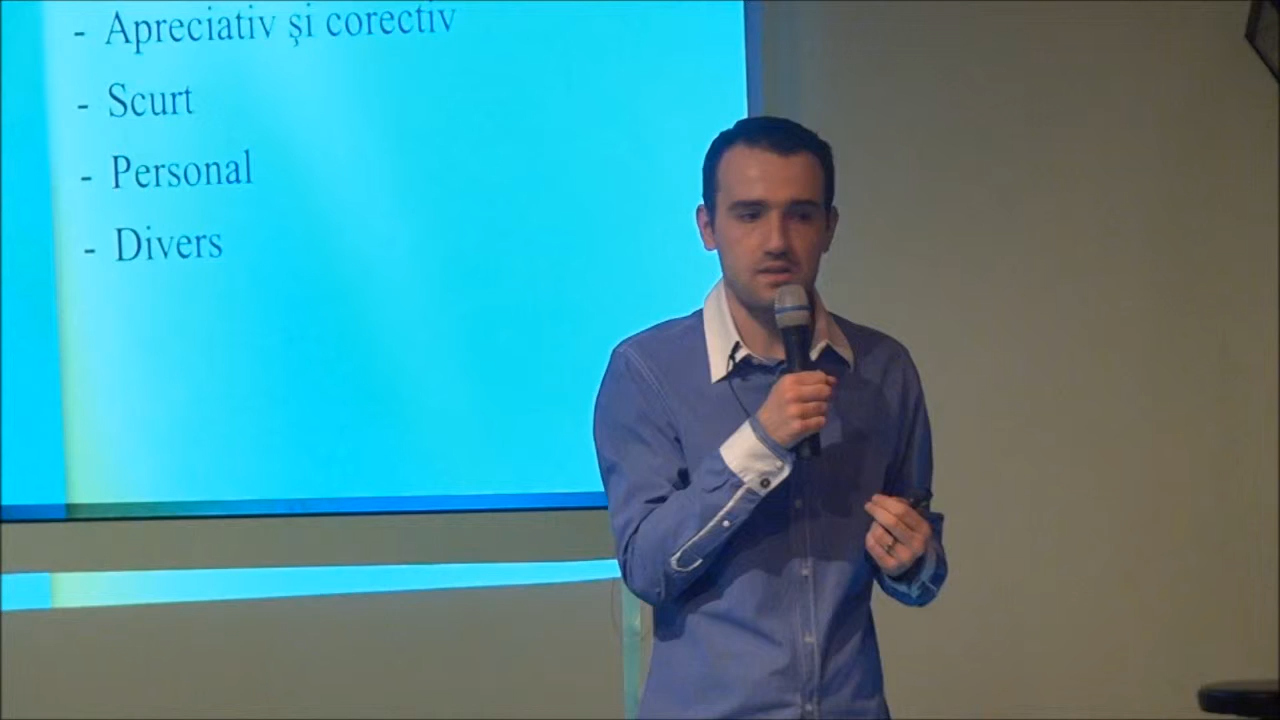 - Apreciativ şi corectiv
- Scurt
- Personal
- Divers